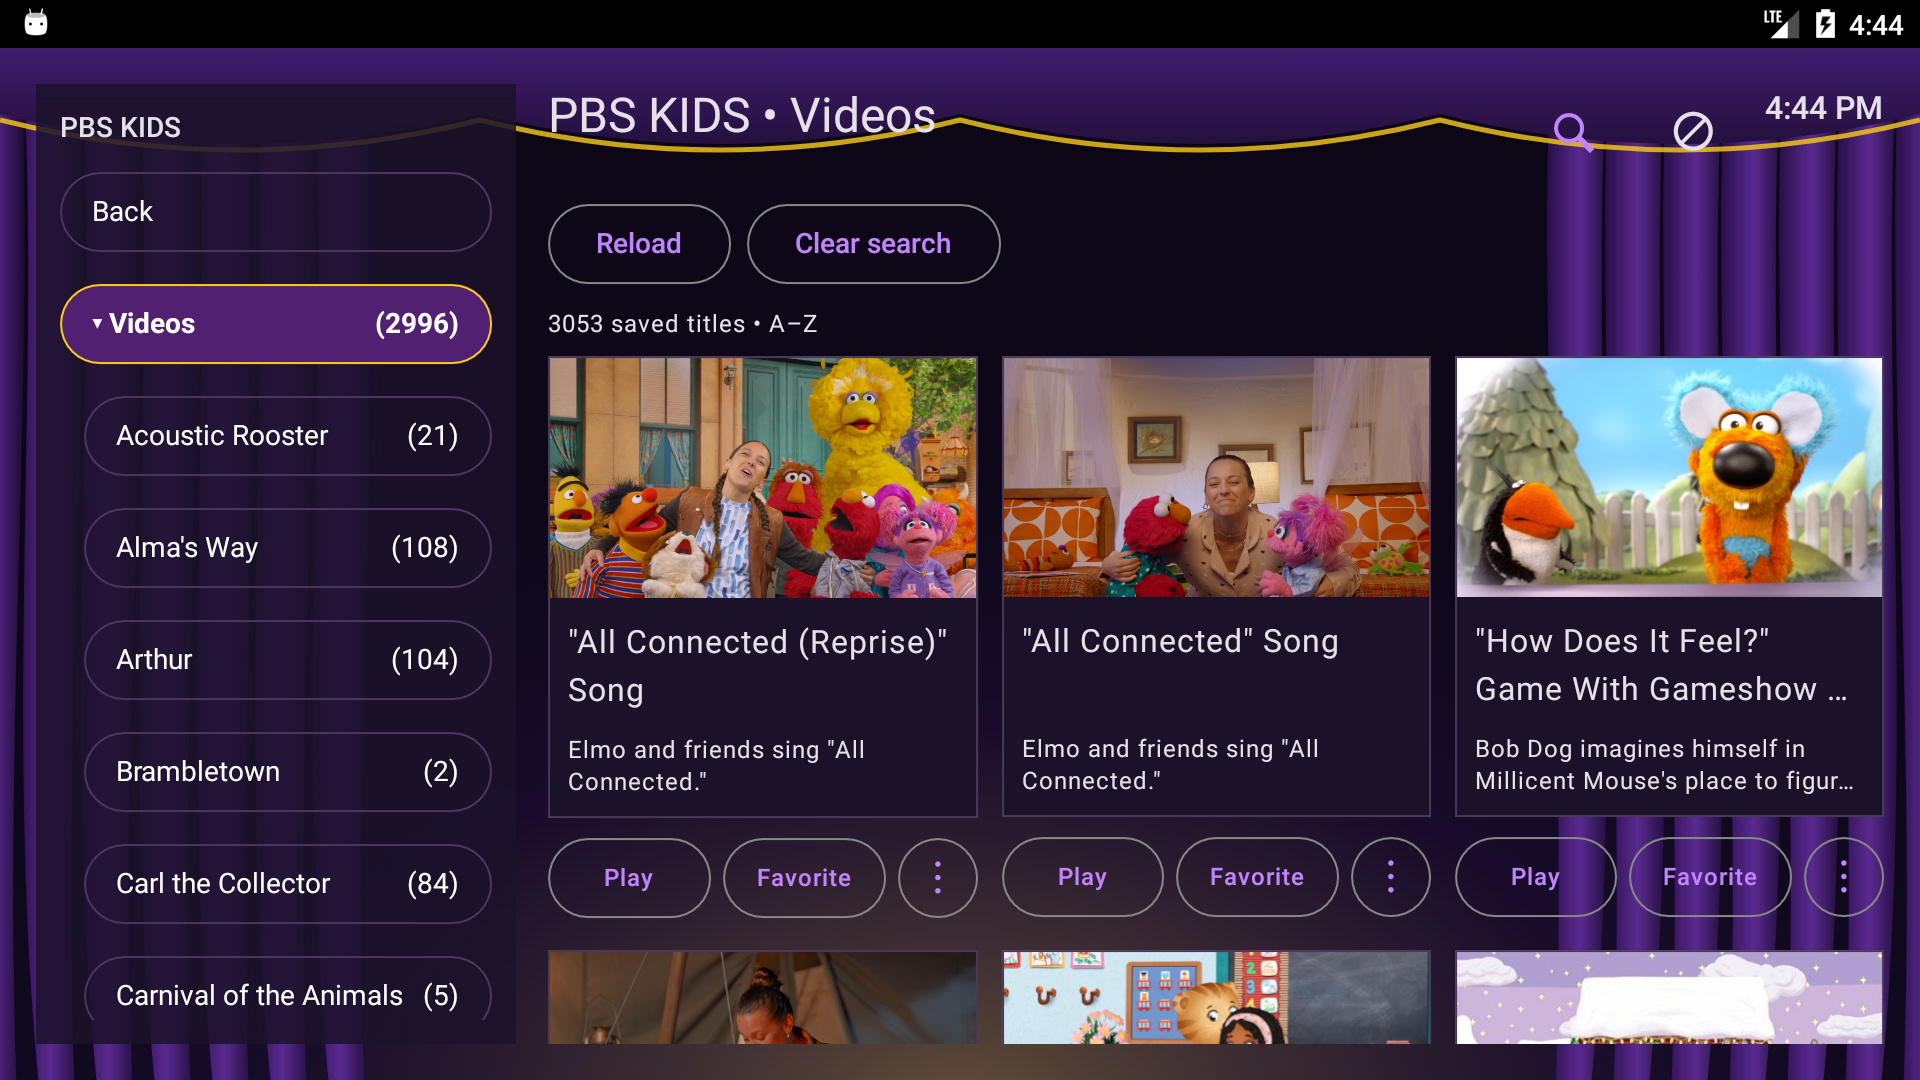 LTE 4:44
PBS KIDS
Back
▾ Videos (2996)
Acoustic Rooster (21)
Alma's Way (108)
Arthur (104)
Brambletown (2)
Carl the Collector (84)
Carnival of the Animals (5)
PBS KIDS • Videos
4:44 PM
Reload
Clear search
3053 saved titles • A–Z
"All Connected (Reprise)"
Song
Elmo and friends sing "All
Connected."
Play
Favorite
"All Connected" Song
Elmo and friends sing "All
Connected."
Play
Favorite
"How Does It Feel?"
Game With Gameshow …
Bob Dog imagines himself in
Millicent Mouse's place to figur…
Play
Favorite
2
3
4